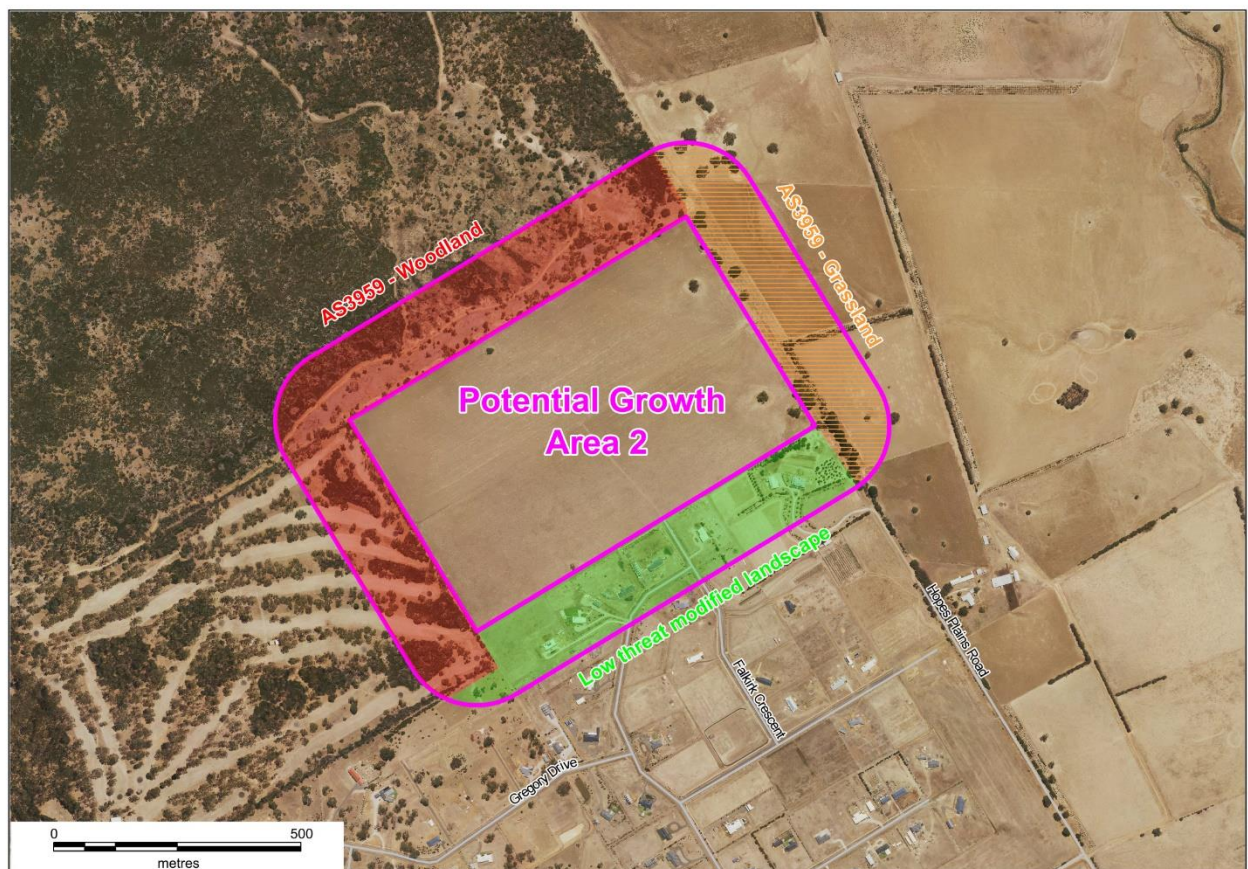 AS3959 - Woodland
AS3959 - Grassland
Potential Growth
Area 2
Low threat modified landscape
Hopes Plains Road
Falkirk Crescent
Gregory Drive
0 500
metres